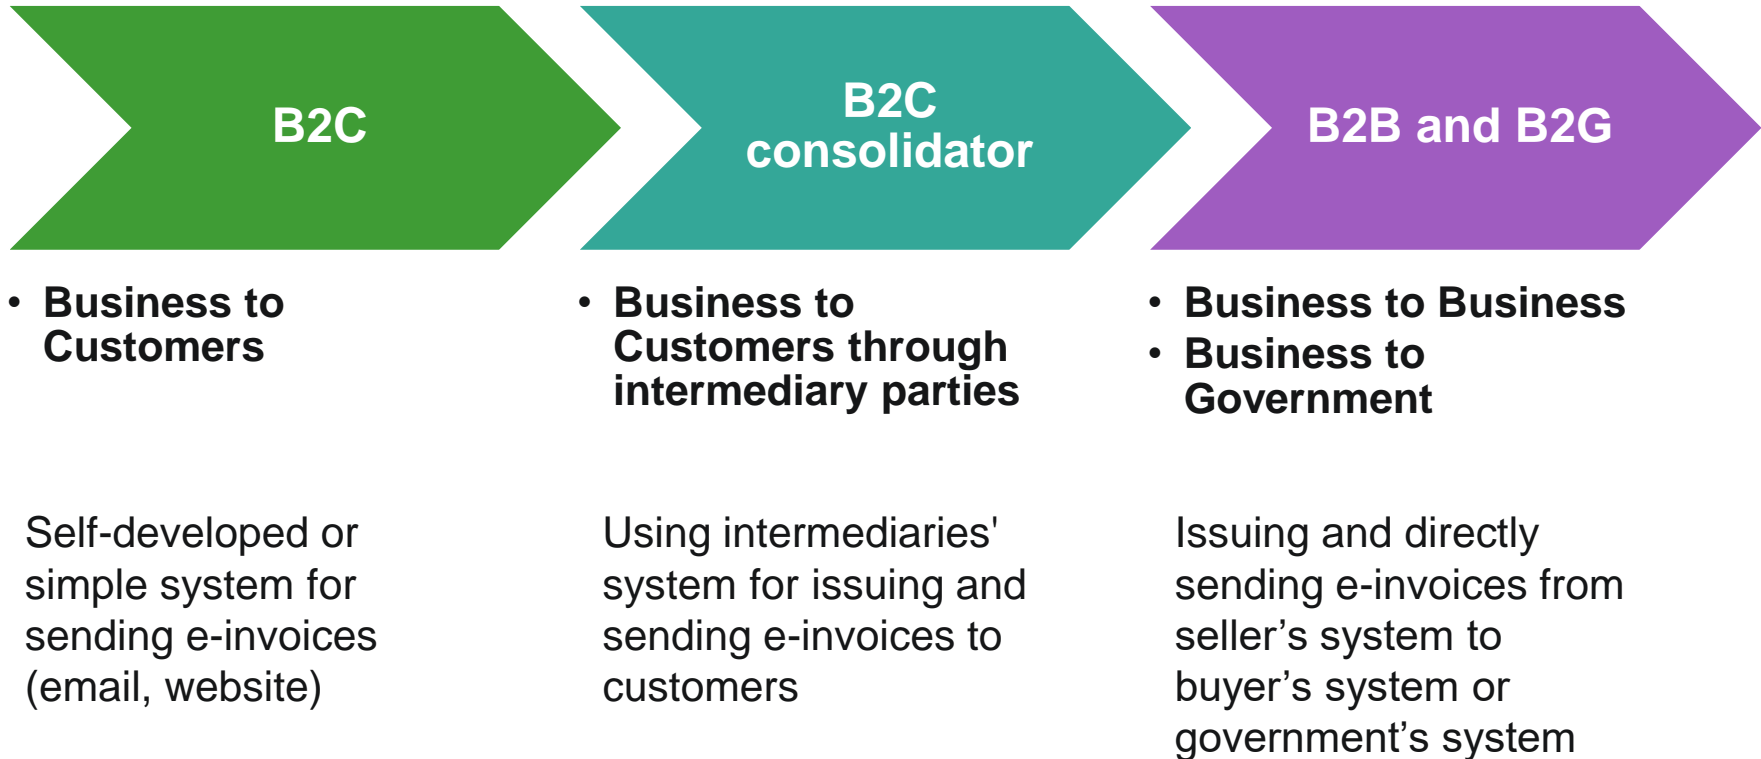 B2C
B2C
consolidator
B2B and B2G
• Business to
Customers
• Business to
Customers through
intermediary parties
• Business to Business
• Business to
Government
Self-developed or
simple system for
sending e-invoices
(email, website)
Using intermediaries'
system for issuing and
sending e-invoices to
customers
Issuing and directly
sending e-invoices from
seller’s system to
buyer’s system or
government’s system